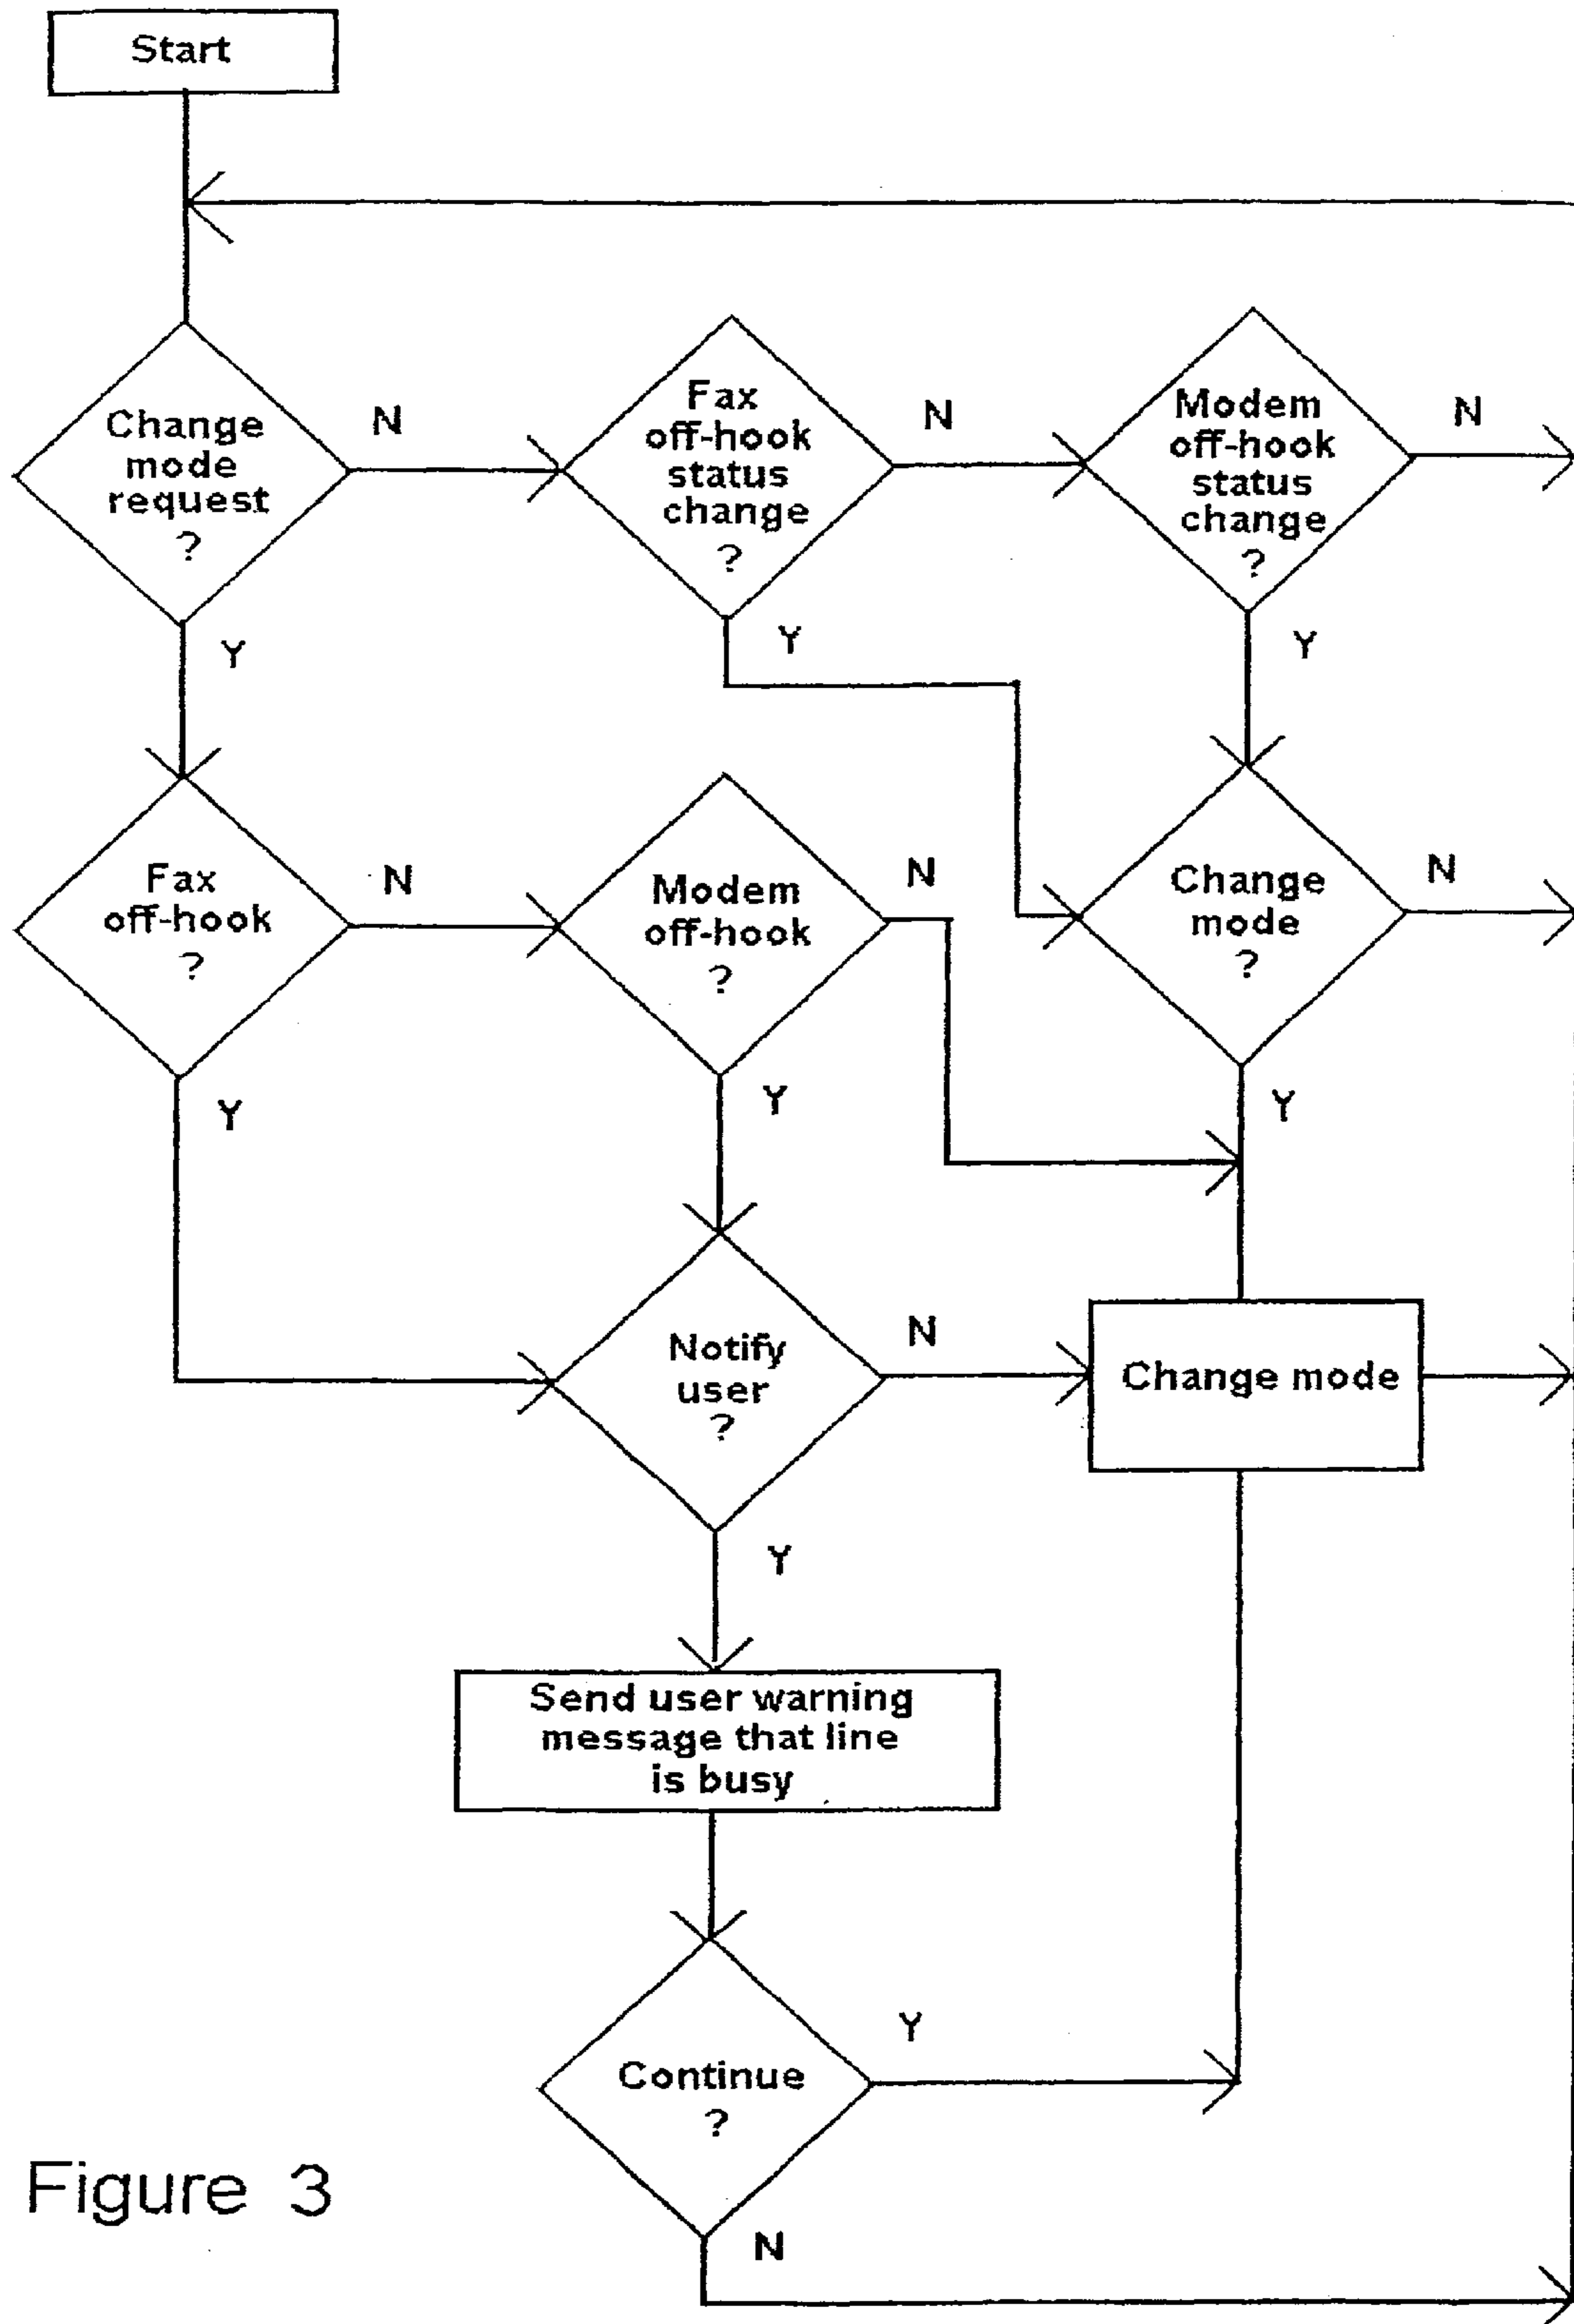 Start
Change
mode
request
?
N
Fax
off-hook
status
change
?
N
Modem
off-hook
status
change
?
N
Y
Y
Y
Fax
off-hook
?
N
Modem
off-hook
?
N
Change
mode
?
N
Y
Y
Y
Notify
user
?
N
Change mode
Y
Send user warning
message that line
is busy
Continue
?
Y
N
Figure 3